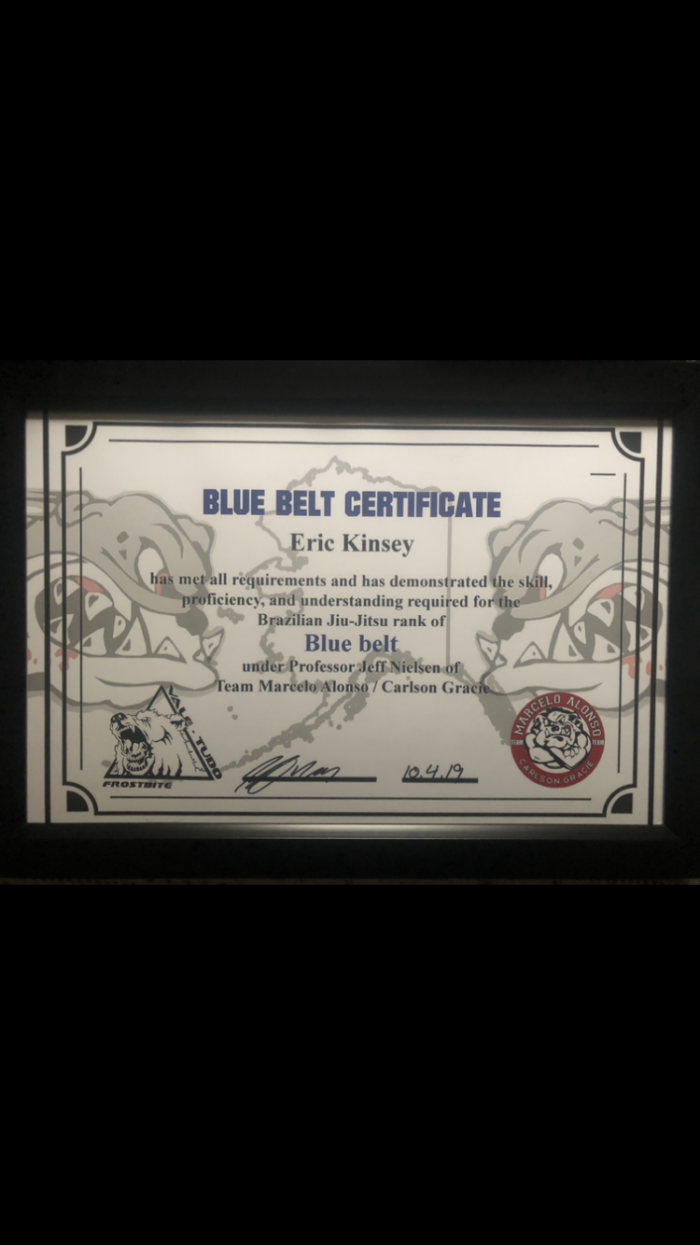 BLUE BELT CERTIFICATE
Eric Kinsey
has met all requirements and has demonstrated the skill,
proficiency, and understanding required for the
Brazilian Jiu-Jitsu rank of
Blue belt
under Professor Jeff Nielsen of
Team Marcelo Alonso / Carlson Gracie
VALE-TUDO
FROSTBITE
10.4.19
MARCELO ALONSO
TEAM TEAM
CARLSON GRACIE